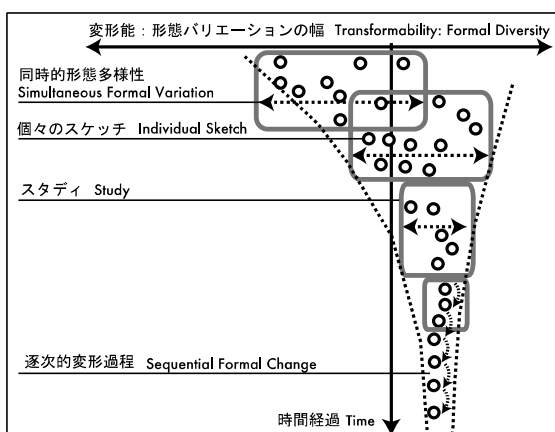 変形能：形態バリエーションの幅 Transformability: Formal Diversity
同時的形態多様性
Simultaneous Formal Variation
個々のスケッチ Individual Sketch
スタディ Study
逐次的変形過程 Sequential Formal Change
時間経過 Time